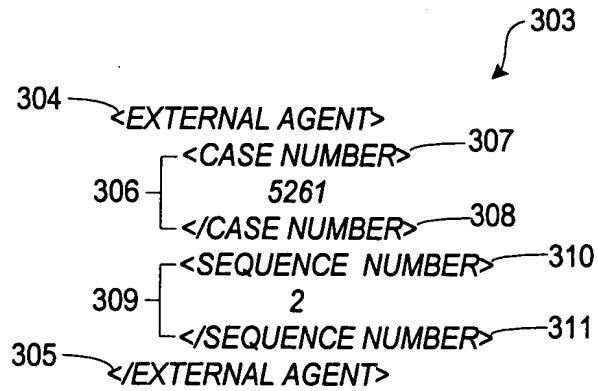 303
304 <EXTERNAL AGENT>
<CASE NUMBER> 307
306 5261
</CASE NUMBER> 308
<SEQUENCE NUMBER> 310
309 2
</SEQUENCE NUMBER> 311
305 </EXTERNAL AGENT>